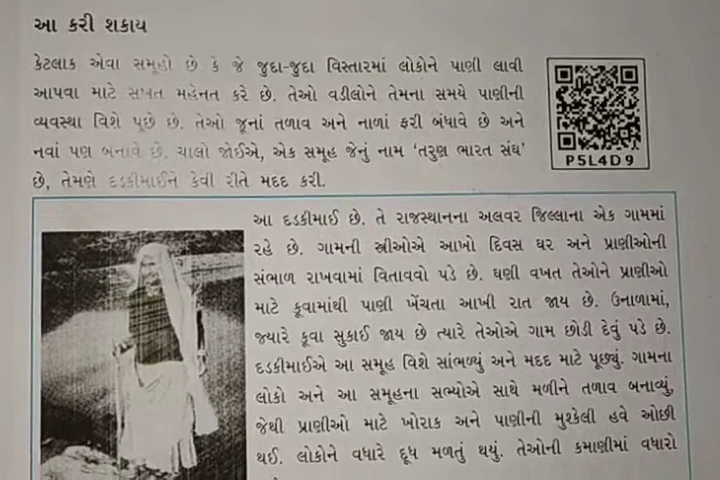 આ કરી શકાય
કેટલાક એવા સમૂહો છે કે જે જુદા-જુદા વિસ્તારમાં લોકોને પાણી લાવી
આપવા માટે સખત મહેનત કરે છે. તેઓ વડીલોને તેમના સમયે પાણીની
વ્યવસ્થા વિશે પૂછે છે. તેઓ જૂનાં તળાવ અને નાળાં ફરી બંધાવે છે અને
નવાં પણ બનાવે છે. ચાલો જોઈએ, એક સમૂહ જેનું નામ ‘તરુણ ભારત સંઘ’
છે, તેમણે દડકીમાઈને કેવી રીતે મદદ કરી.
P5L4D9
આ દડકીમાઈ છે. તે રાજસ્થાનના અલવર જિલ્લાના એક ગામમાં
રહે છે. ગામની સ્ત્રીઓએ આખો દિવસ ઘર અને પ્રાણીઓની
સંભાળ રાખવામાં વિતાવવો પડે છે. ઘણી વખત તેઓને પ્રાણીઓ
માટે કૂવામાંથી પાણી ખેંચતા આખી રાત જાય છે. ઉનાળામાં,
જ્યારે કૂવા સુકાઈ જાય છે ત્યારે તેઓએ ગામ છોડી દેવું પડે છે.
દડકીમાઈએ આ સમૂહ વિશે સાંભળ્યું અને મદદ માટે પૂછ્યું. ગામના
લોકો અને આ સમૂહના સભ્યોએ સાથે મળીને તળાવ બનાવ્યું,
જેથી પ્રાણીઓ માટે ખોરાક અને પાણીની મુશ્કેલી હવે ઓછી
થઈ. લોકોને વધારે દૂધ મળતું થયું. તેઓની કમાણીમાં વધારો